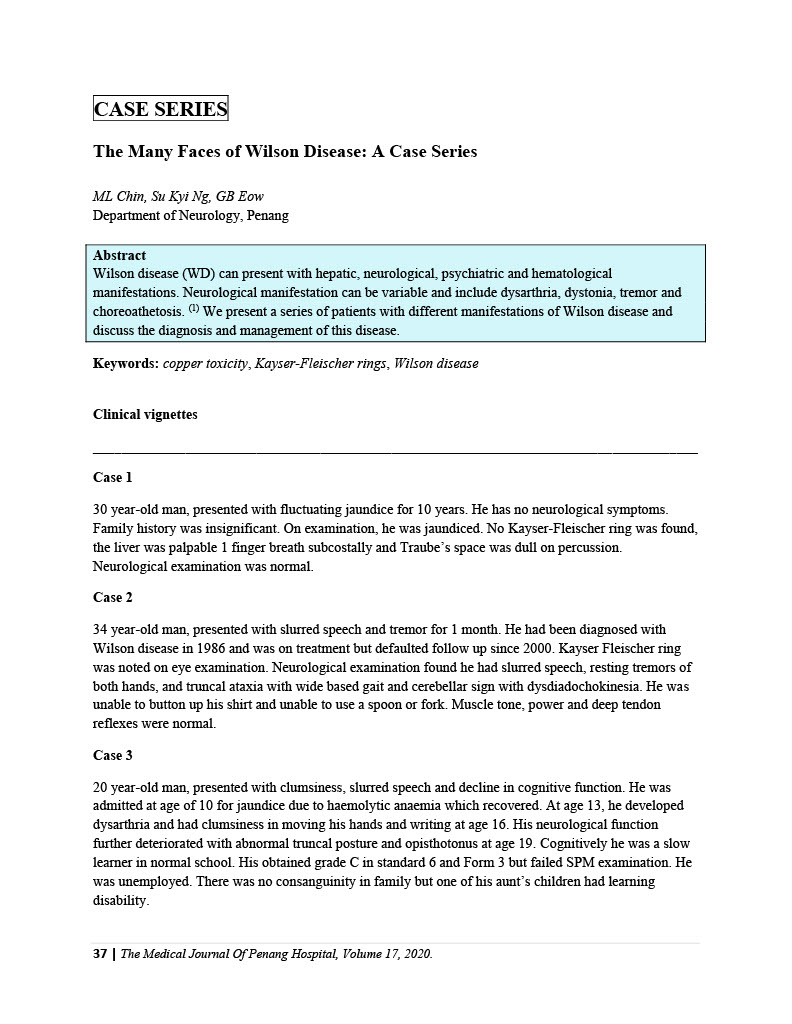 CASE SERIES
The Many Faces of Wilson Disease: A Case Series
ML Chin, Su Kyi Ng, GB Eow
Department of Neurology, Penang
Abstract
Wilson disease (WD) can present with hepatic, neurological, psychiatric and hematological
manifestations. Neurological manifestation can be variable and include dysarthria, dystonia, tremor and
choreoathetosis. (1) We present a series of patients with different manifestations of Wilson disease and
discuss the diagnosis and management of this disease.
Keywords: copper toxicity, Kayser-Fleischer rings, Wilson disease
Clinical vignettes
Case 1
30 year-old man, presented with fluctuating jaundice for 10 years. He has no neurological symptoms.
Family history was insignificant. On examination, he was jaundiced. No Kayser-Fleischer ring was found,
the liver was palpable 1 finger breath subcostally and Traube’s space was dull on percussion.
Neurological examination was normal.
Case 2
34 year-old man, presented with slurred speech and tremor for 1 month. He had been diagnosed with
Wilson disease in 1986 and was on treatment but defaulted follow up since 2000. Kayser Fleischer ring
was noted on eye examination. Neurological examination found he had slurred speech, resting tremors of
both hands, and truncal ataxia with wide based gait and cerebellar sign with dysdiadochokinesia. He was
unable to button up his shirt and unable to use a spoon or fork. Muscle tone, power and deep tendon
reflexes were normal.
Case 3
20 year-old man, presented with clumsiness, slurred speech and decline in cognitive function. He was
admitted at age of 10 for jaundice due to haemolytic anaemia which recovered. At age 13, he developed
dysarthria and had clumsiness in moving his hands and writing at age 16. His neurological function
further deteriorated with abnormal truncal posture and opisthotonus at age 19. Cognitively he was a slow
learner in normal school. His obtained grade C in standard 6 and Form 3 but failed SPM examination. He
was unemployed. There was no consanguinity in family but one of his aunt’s children had learning
disability.
37 | The Medical Journal Of Penang Hospital, Volume 17, 2020.